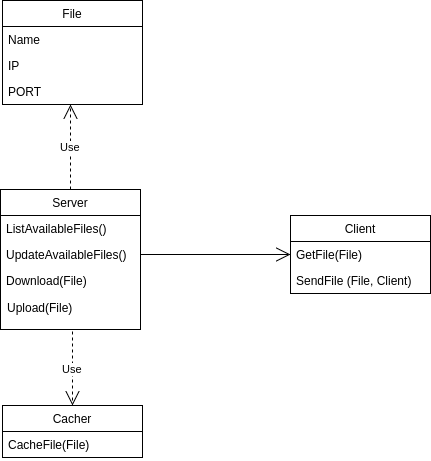 File
Name
IP
PORT
Use
Server
ListAvailableFiles()
UpdateAvailableFiles()
Download(File)
Upload(File)
Client
GetFile(File)
SendFile (File, Client)
Use
Cacher
CacheFile(File)